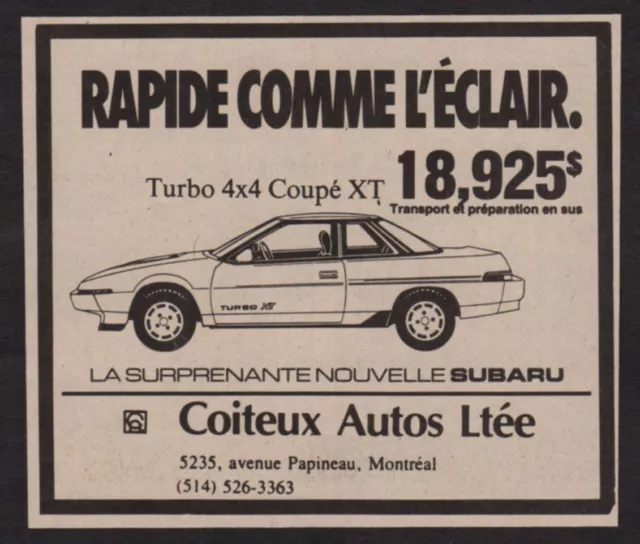 RAPIDE COMME L'ÉCLAIR.
Turbo 4x4 Coupé XT 18,925$
Transport et préparation en sus
TURBO XT
LA SURPRENANTE NOUVELLE SUBARU
Coiteux Autos Ltée
5235, avenue Papineau, Montréal
(514) 526-3363